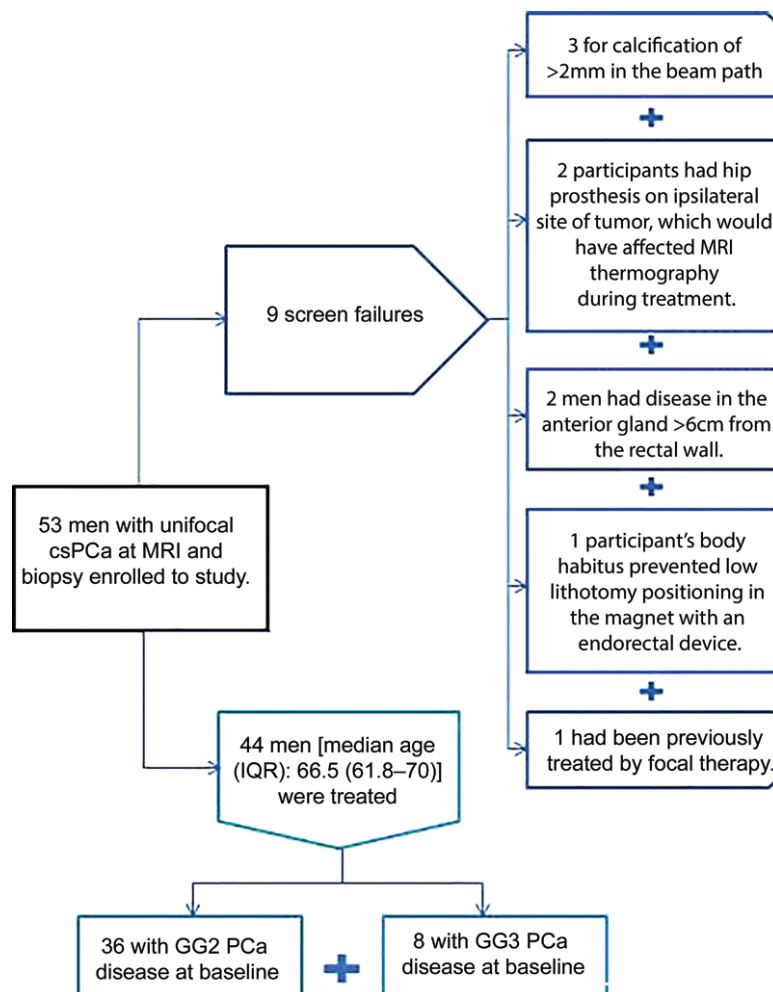 3 for calcification of
>2mm in the beam path
+
2 participants had hip
prosthesis on ipsilateral
site of tumor, which would
have affected MRI
thermography
during treatment.
+
9 screen failures
2 men had disease in the
anterior gland >6cm from
the rectal wall.
+
53 men with unifocal
csPCa at MRI and
biopsy enrolled to study.
1 participant’s body
habitus prevented low
lithotomy positioning in
the magnet with an
endorectal device.
+
1 had been previously
treated by focal therapy.
44 men [median age
(IQR): 66.5 (61.8–70)]
were treated
36 with GG2 PCa
disease at baseline
+
8 with GG3 PCa
disease at baseline